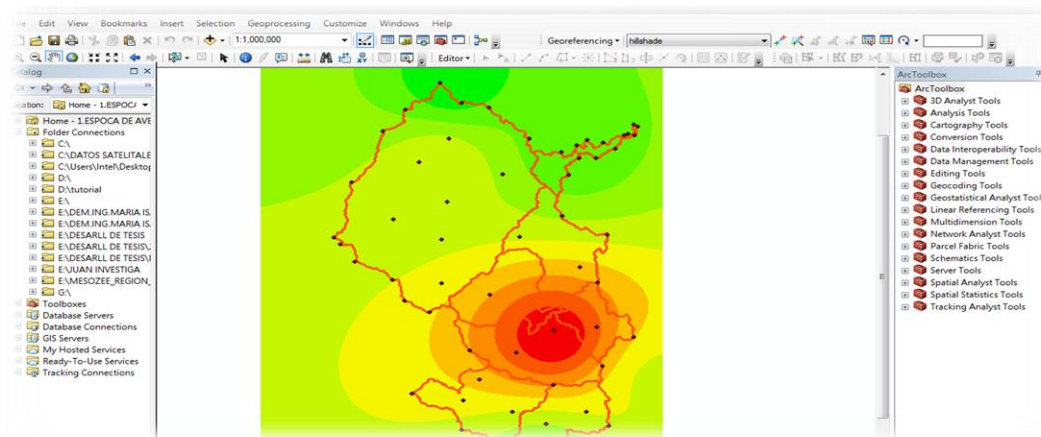 Edit View Bookmarks Insert Selection Geoprocessing Customize Windows Help
1:1,000,000
Georeferencing hillshade
Editor
atalog
ocation: Home - 1.ESPOC/
Home - 1.ESPOCA DE AVE
Folder Connections
C:\
C:\DATOS SATELITALE
C:\Users\Intel\Desktop
D:\
D:\tutorial
E:\
E:\DEM.ING.MARIA IS.
E:\DEM.ING.MARIA IS.
E:\DESARLL DE TESIS
E:\DESARLL DE TESIS\
E:\DESARLL DE TESIS\
E:\JUAN INVESTIGA
E:\MESOZEE_REGION_
G:\
Toolboxes
Database Servers
Database Connections
GIS Servers
My Hosted Services
Ready-To-Use Services
Tracking Connections
ArcToolbox
ArcToolbox
3D Analyst Tools
Analysis Tools
Cartography Tools
Conversion Tools
Data Interoperability Tools
Data Management Tools
Editing Tools
Geocoding Tools
Geostatistical Analyst Tool
Linear Referencing Tools
Multidimension Tools
Network Analyst Tools
Parcel Fabric Tools
Schematics Tools
Server Tools
Spatial Analyst Tools
Spatial Statistics Tools
Tracking Analyst Tools